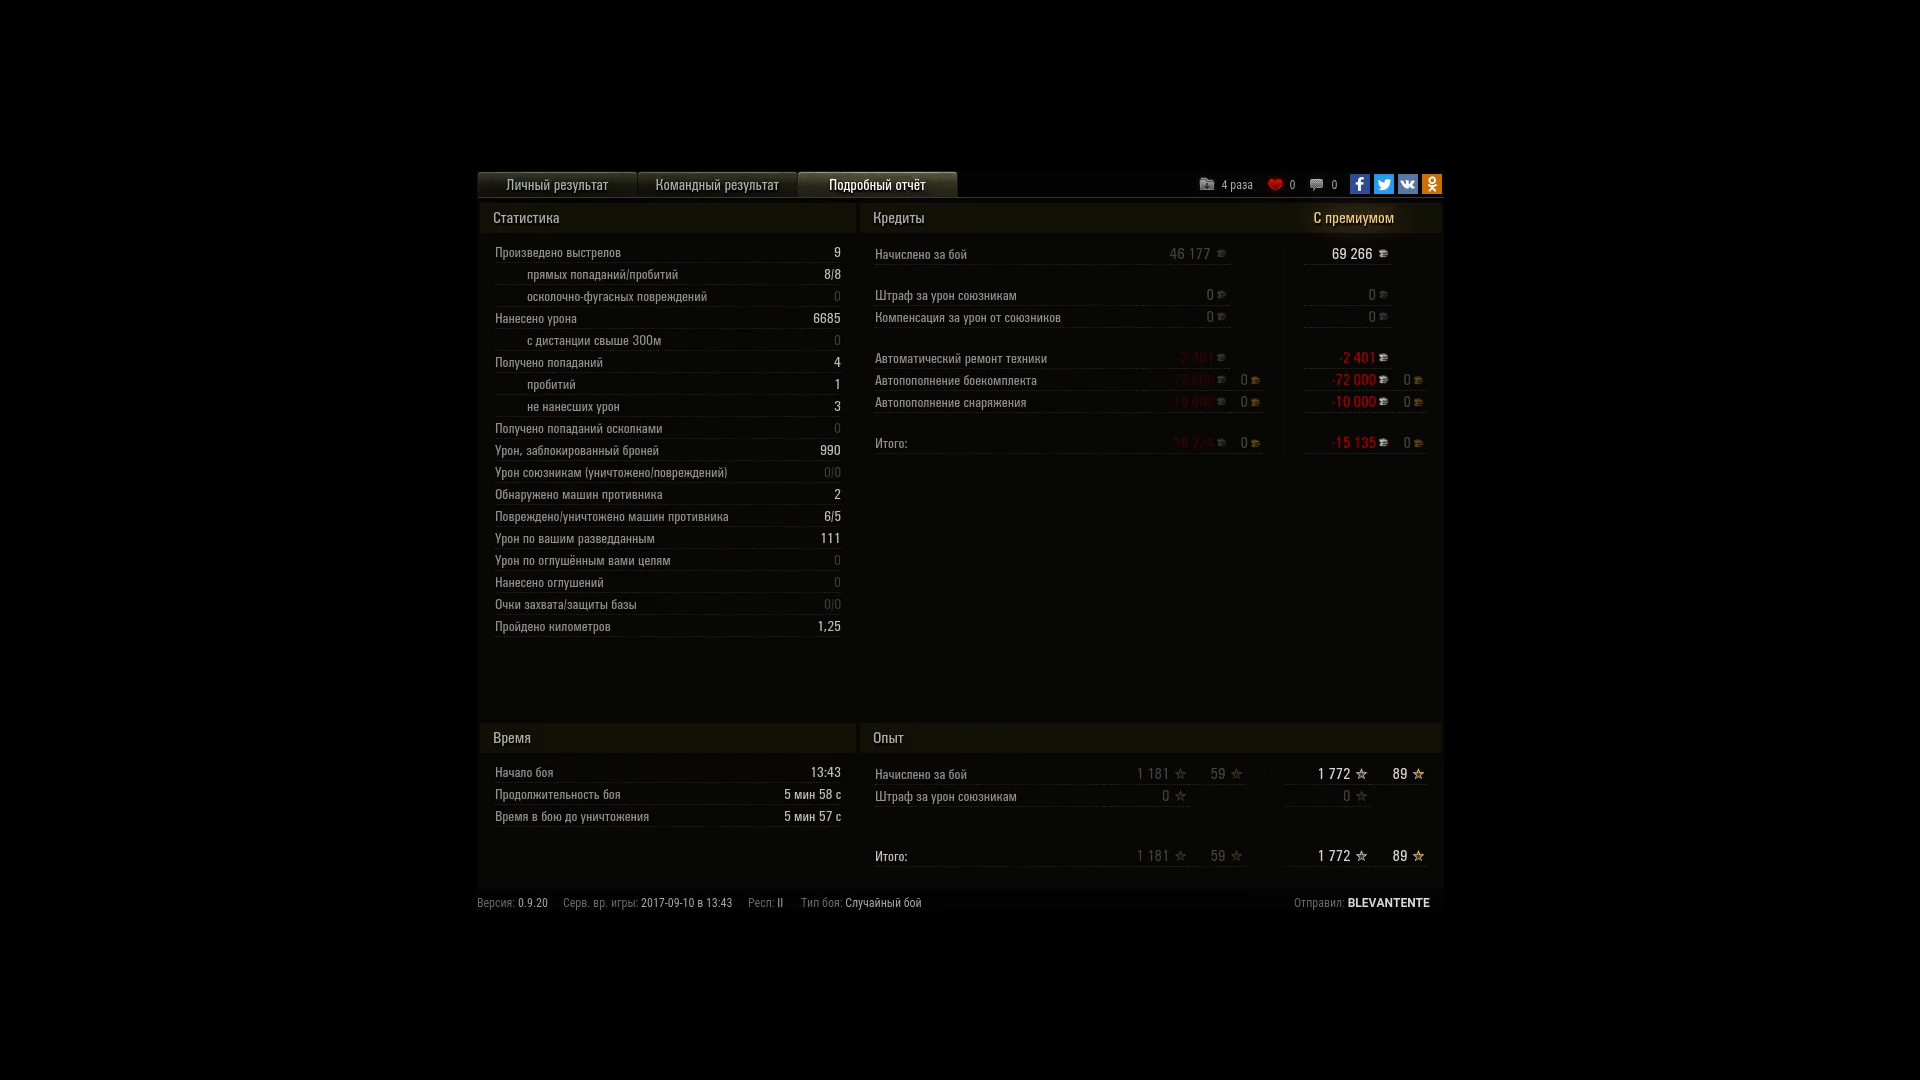 Личный результат Командный результат Подробный отчёт 4 раза 0 0
Статистика
Произведено выстрелов 9
прямых попаданий/пробитий 8/8
осколочно-фугасных повреждений 0
Нанесено урона 6685
с дистанции свыше 300м 0
Получено попаданий 4
пробитий 1
не нанесших урон 3
Получено попаданий осколками 0
Урон, заблокированный броней 990
Урон союзникам (уничтожено/повреждений) 0/0
Обнаружено машин противника 2
Повреждено/уничтожено машин противника 6/5
Урон по вашим разведданным 111
Урон по оглушённым вами целям 0
Нанесено оглушений 0
Очки захвата/защиты базы 0/0
Пройдено километров 1,25
Кредиты С премиумом
Начислено за бой 46 177 69 266
Штраф за урон союзникам 0 0
Компенсация за урон от союзников 0 0
Автоматический ремонт техники -2 401 -2 401
Автопополнение боекомплекта -72 000 0 -72 000 0
Автопополнение снаряжения -10 000 0 -10 000 0
Итого: 0 -15 135 0
Время
Начало боя 13:43
Продолжительность боя 5 мин 58 с
Время в бою до уничтожения 5 мин 57 с
Опыт
Начислено за бой 1 181 59 1 772 89
Штраф за урон союзникам 0 0
Итого: 1 181 59 1 772 89
Версия: 0.9.20 Серв. вр. игры: 2017-09-10 в 13:43 Респ: II Тип боя: Случайный бой Отправил: BLEVANTENTE